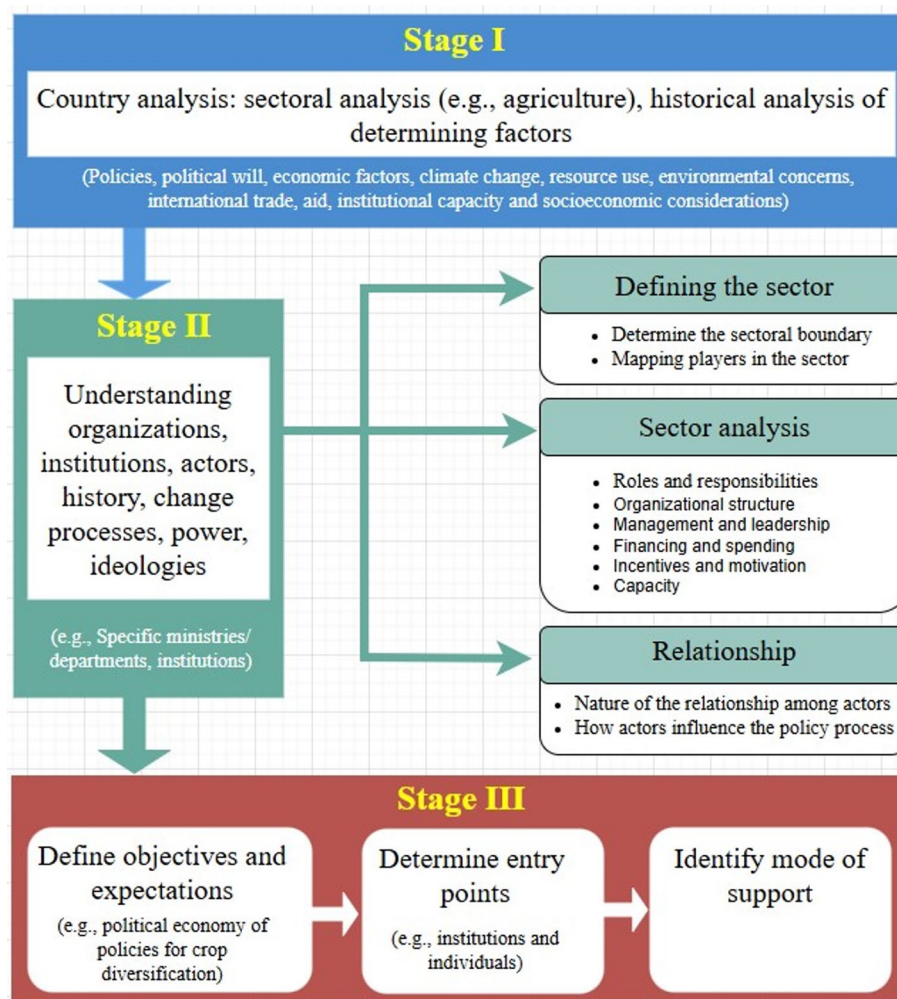 Stage I
Country analysis: sectoral analysis (e.g., agriculture), historical analysis of
determining factors
(Policies, political will, economic factors, climate change, resource use, environmental concerns,
international trade, aid, institutional capacity and socioeconomic considerations)
Stage II
Understanding
organizations,
institutions, actors,
history, change
processes, power,
ideologies
(e.g., Specific ministries/
departments, institutions)
Defining the sector
• Determine the sectoral boundary
• Mapping players in the sector
Sector analysis
• Roles and responsibilities
• Organizational structure
• Management and leadership
• Financing and spending
• Incentives and motivation
• Capacity
Relationship
• Nature of the relationship among actors
• How actors influence the policy process
Stage III
Define objectives and
expectations
(e.g., political economy of
policies for crop
diversification)
Determine entry
points
(e.g., institutions and
individuals)
Identify mode of
support